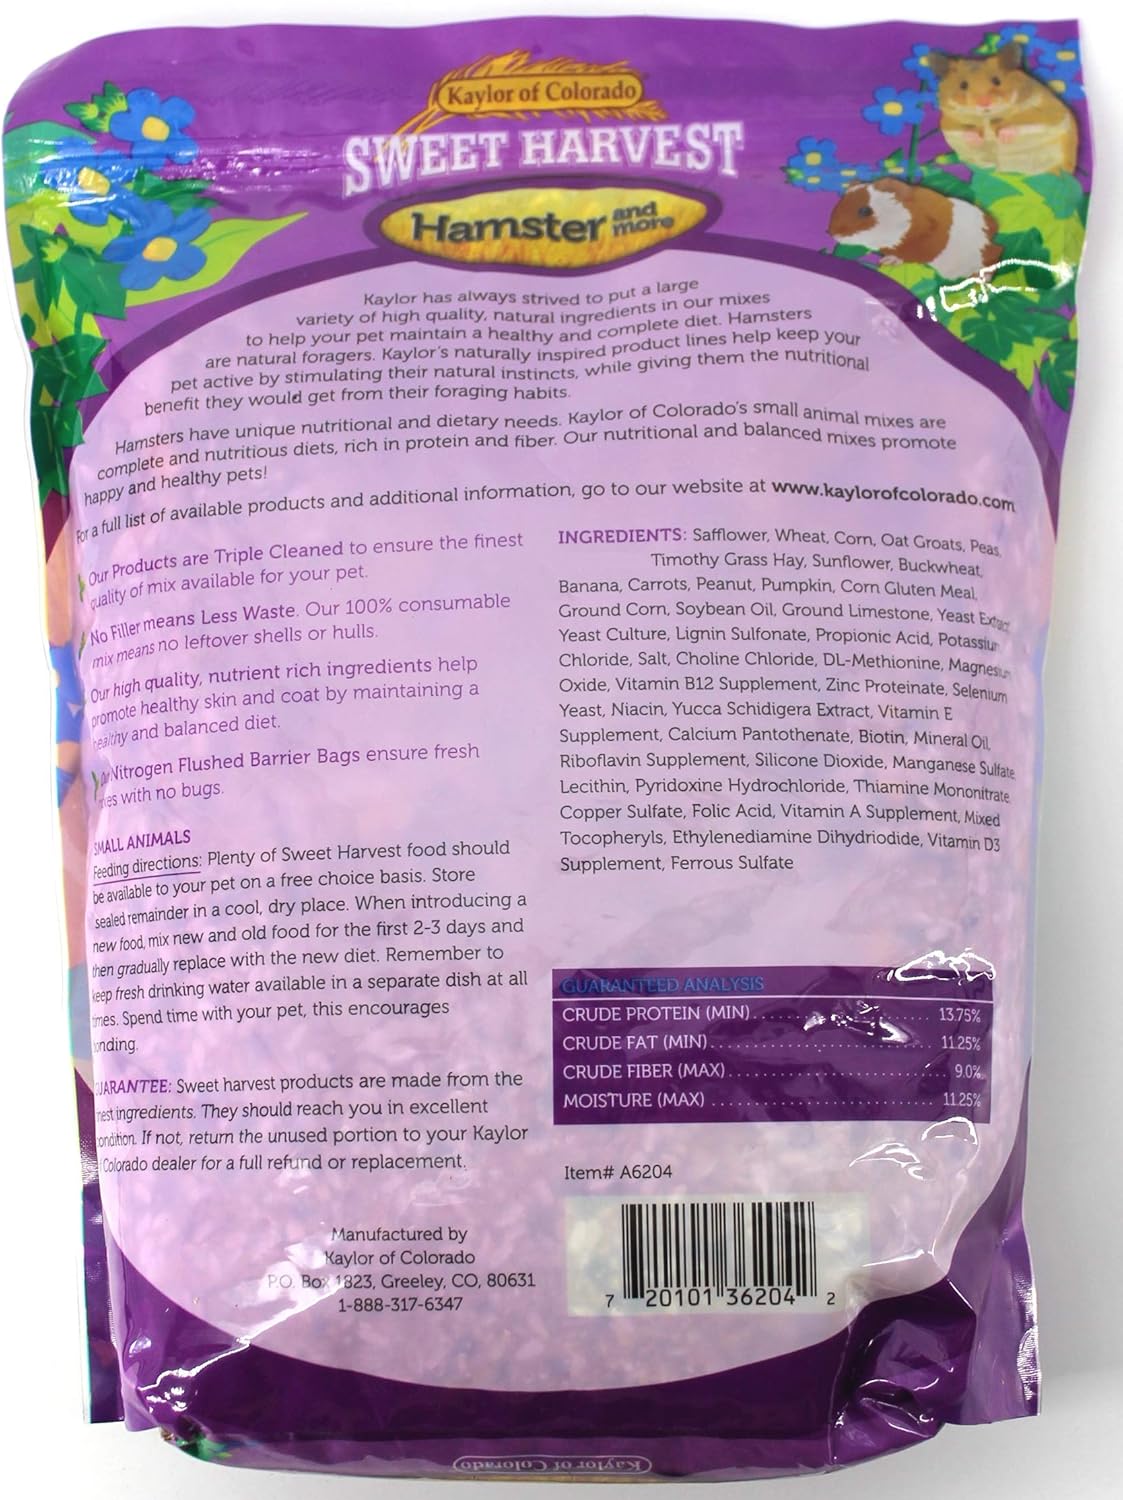 Kaylor of Colorado
SWEET HARVEST
Hamster and more
Kaylor has always strived to put a large
variety of high quality, natural ingredients in our mixes
to help your pet maintain a healthy and complete diet. Hamsters
are natural foragers. Kaylor's naturally inspired product lines help keep your
pet active by stimulating their natural instincts, while giving them the nutritional
benefit they would get from their foraging habits.
Hamsters have unique nutritional and dietary needs. Kaylor of Colorado's small animal mixes are
complete and nutritious diets, rich in protein and fiber. Our nutritional and balanced mixes promote
happy and healthy pets!
For a full list of available products and additional information, go to our website at www.kaylorofcolorado.com
Our Products are Triple Cleaned to ensure the finest
quality of mix available for your pet.
No Filler means Less Waste. Our 100% consumable
mix means no leftover shells or hulls.
Our high quality, nutrient rich ingredients help
promote healthy skin and coat by maintaining a
healthy and balanced diet.
Our Nitrogen Flushed Barrier Bags ensure fresh
mixes with no bugs.
SMALL ANIMALS
Feeding directions: Plenty of Sweet Harvest food should
be available to your pet on a free choice basis. Store
sealed remainder in a cool, dry place. When introducing a
new food, mix new and old food for the first 2-3 days and
then gradually replace with the new diet. Remember to
keep fresh drinking water available in a separate dish at all
times. Spend time with your pet, this encourages
bonding.
GUARANTEE: Sweet harvest products are made from the
finest ingredients. They should reach you in excellent
condition. If not, return the unused portion to your Kaylor
of Colorado dealer for a full refund or replacement.
Manufactured by
Kaylor of Colorado
P.O. Box 1823, Greeley, CO, 80631
1-888-317-6347
INGREDIENTS: Safflower, Wheat, Corn, Oat Groats, Peas,
Timothy Grass Hay, Sunflower, Buckwheat,
Banana, Carrots, Peanut, Pumpkin, Corn Gluten Meal,
Ground Corn, Soybean Oil, Ground Limestone, Yeast Extract,
Yeast Culture, Lignin Sulfonate, Propionic Acid, Potassium
Chloride, Salt, Choline Chloride, DL-Methionine, Magnesium
Oxide, Vitamin B12 Supplement, Zinc Proteinate, Selenium
Yeast, Niacin, Yucca Schidigera Extract, Vitamin E
Supplement, Calcium Pantothenate, Biotin, Mineral Oil,
Riboflavin Supplement, Silicone Dioxide, Manganese Sulfate,
Lecithin, Pyridoxine Hydrochloride, Thiamine Mononitrate,
Copper Sulfate, Folic Acid, Vitamin A Supplement, Mixed
Tocopheryls, Ethylenediamine Dihydriodide, Vitamin D3
Supplement, Ferrous Sulfate
GUARANTEED ANALYSIS
CRUDE PROTEIN (MIN) 13.75%
CRUDE FAT (MIN) 11.25%
CRUDE FIBER (MAX) 9.0%
MOISTURE (MAX) 11.25%
Item# A6204
7 20101 36204 2
Kaylor of Colorado